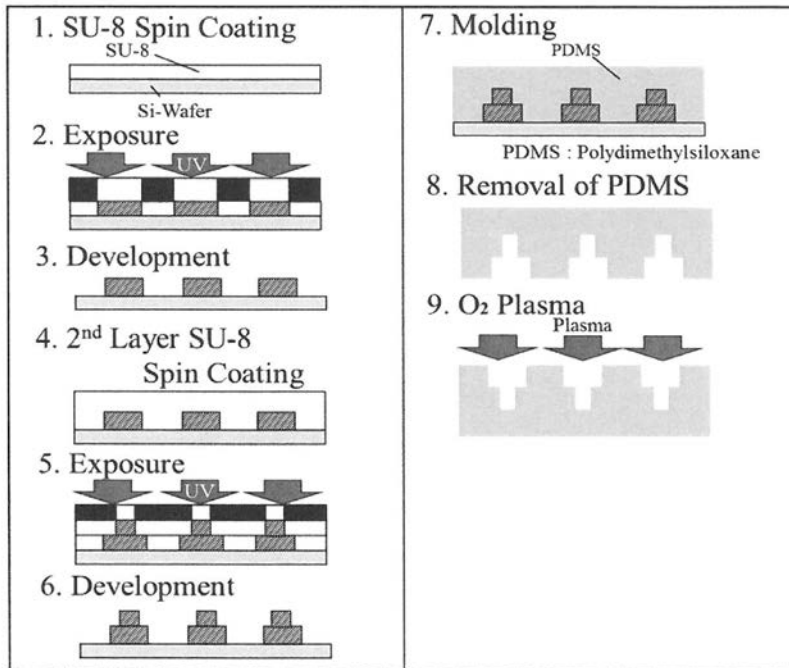 1. SU-8 Spin Coating
SU-8
Si-Wafer
2. Exposure
UV
3. Development
4. 2nd Layer SU-8
Spin Coating
5. Exposure
UV
6. Development
7. Molding
PDMS
PDMS : Polydimethylsiloxane
8. Removal of PDMS
9. O₂ Plasma
Plasma